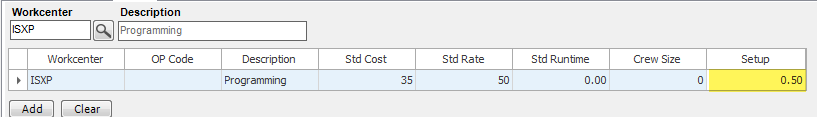 Workcenter Description
ISXP Programming
Workcenter OP Code Description Std Cost Std Rate Std Runtime Crew Size Setup
ISXP Programming 35 50 0.00 0 0.50
Add Clear